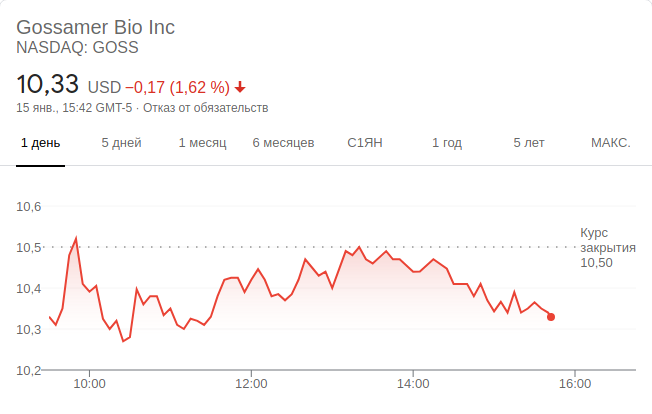 Gossamer Bio Inc
NASDAQ: GOSS
10,33 USD −0,17 (1,62 %)
15 янв., 15:42 GMT-5 · Отказ от обязательств
1 день 5 дней 1 месяц 6 месяцев С1ЯН 1 год 5 лет МАКС.
10,6
10,5
10,4
10,3
10,2
Курс
закрытия
10,50
10:00 12:00 14:00 16:00